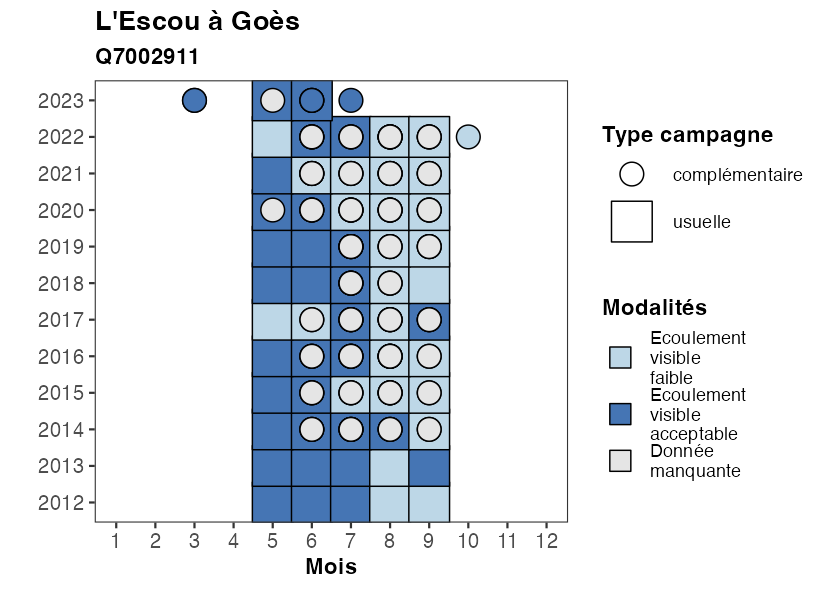 L'Escou à Goès
Q7002911
2023
2022
2021
2020
2019
2018
2017
2016
2015
2014
2013
2012
1 2 3 4 5 6 7 8 9 10 11 12
Mois
Type campagne
complémentaire
usuelle
Modalités
Ecoulement
visible
faible
Ecoulement
visible
acceptable
Donnée
manquante